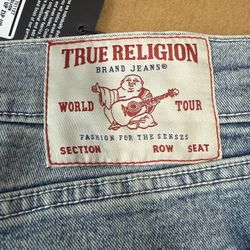 TRUE RELIGION
BRAND JEANS®
WORLD TOUR
FASHION FOR THE SENSES
SECTION ROW SEAT